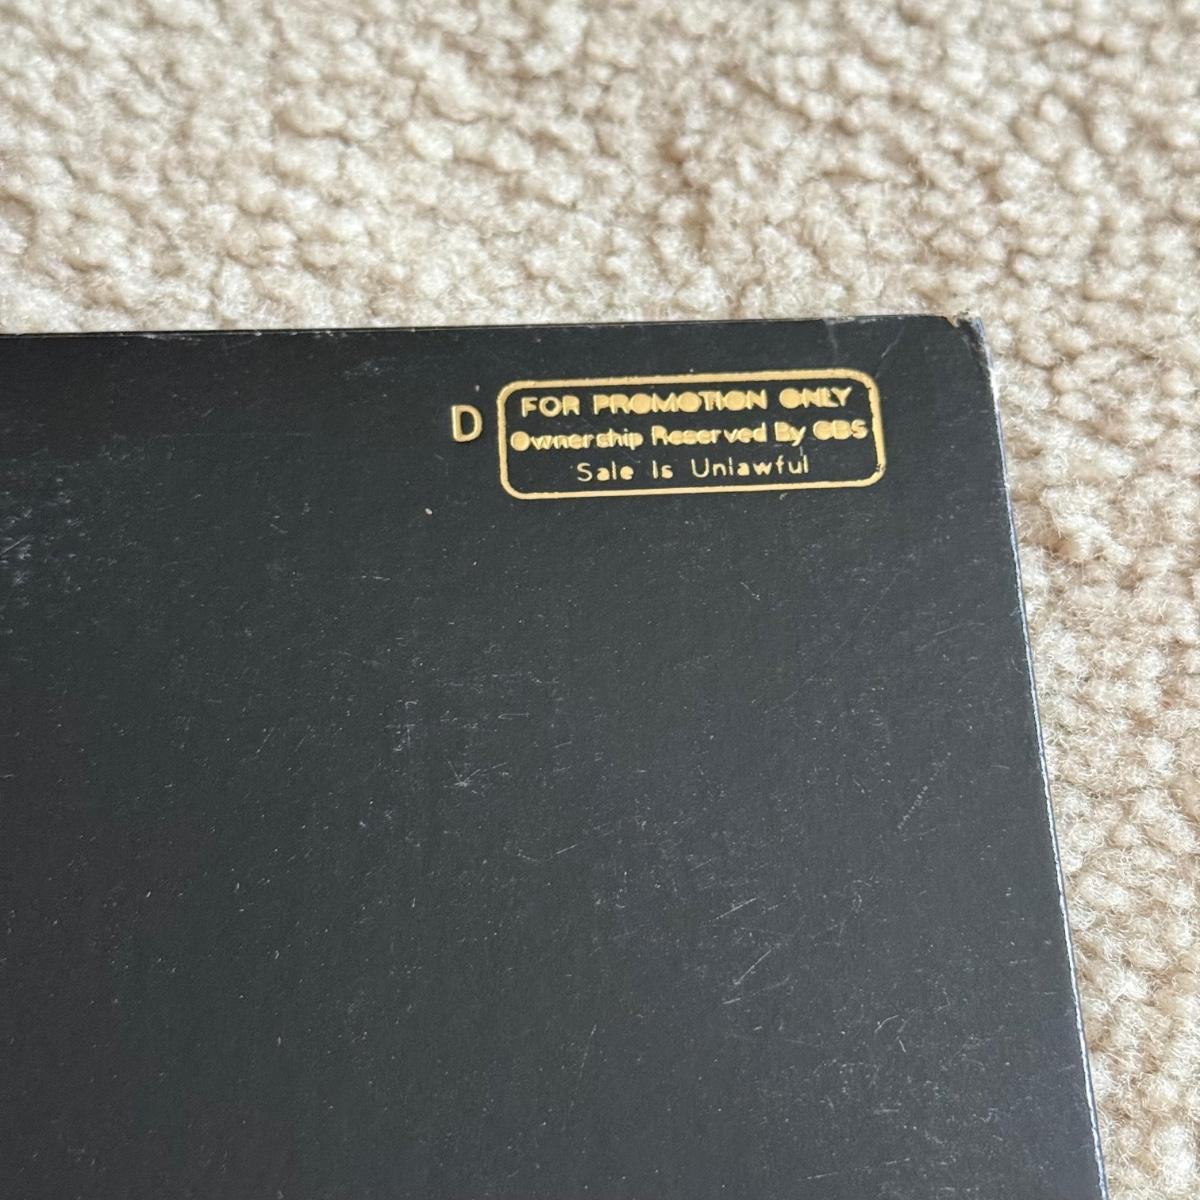 D
FOR PROMOTION ONLY
Ownership Reserved By CBS
Sale Is Unlawful